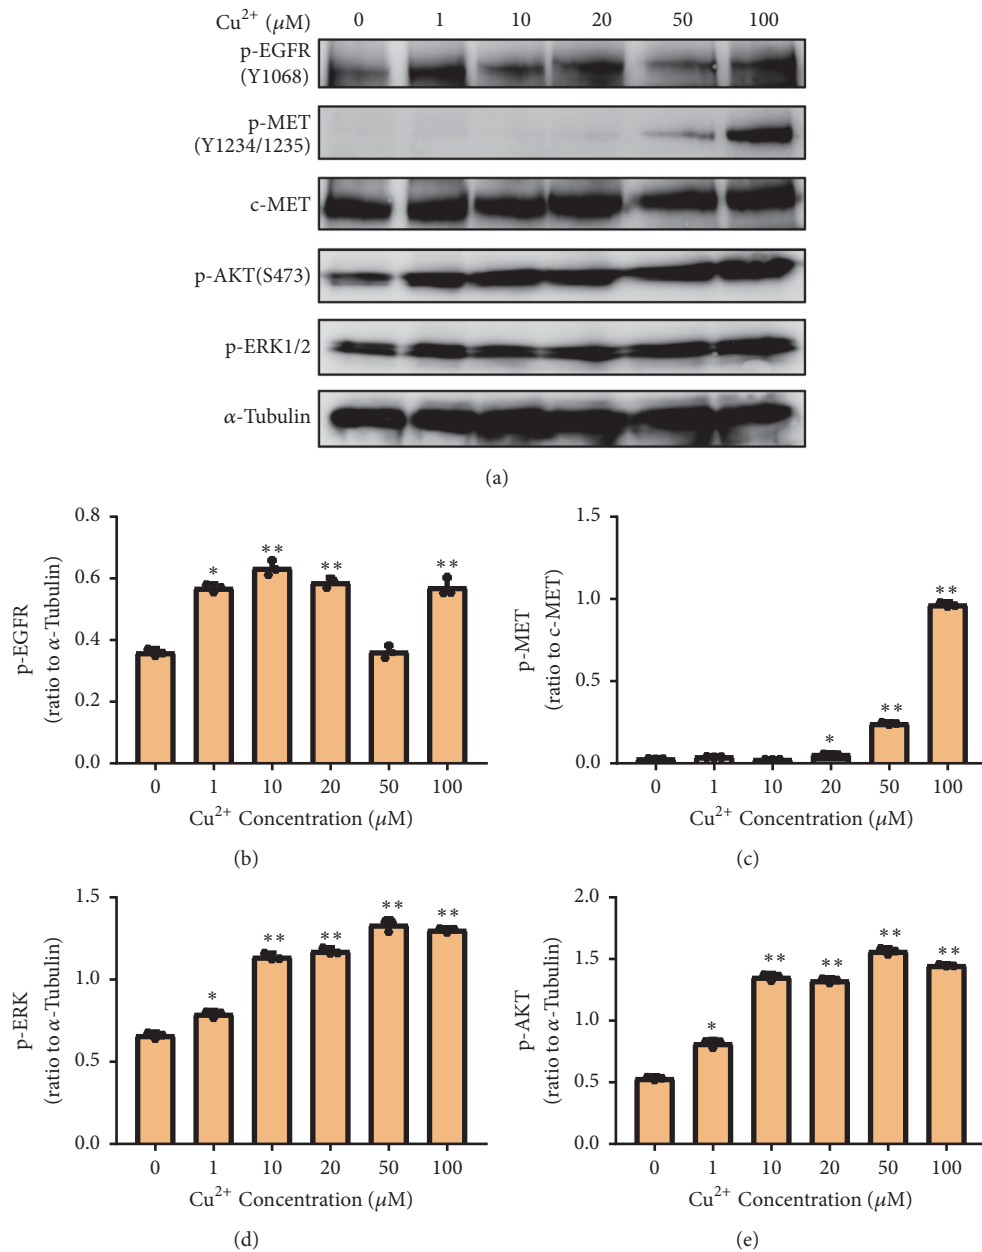 Cu²⁺ (μM) 0 1 10 20 50 100
p-EGFR
(Y1068)
p-MET
(Y1234/1235)
c-MET
p-AKT(S473)
p-ERK1/2
α-Tubulin
(a)
p-EGFR
(ratio to α-Tubulin)
0.8
0.6
0.4
0.2
0.0
* ** ** **
0 1 10 20 50 100
Cu²⁺ Concentration (μM)
(b)
p-MET
(ratio to c-MET)
1.5
1.0
0.5
0.0
* ** **
0 1 10 20 50 100
Cu²⁺ Concentration (μM)
(c)
p-ERK
(ratio to α-Tubulin)
1.5
1.0
0.5
0.0
* ** ** ** **
0 1 10 20 50 100
Cu²⁺ Concentration (μM)
(d)
p-AKT
(ratio to α-Tubulin)
2.0
1.5
1.0
0.5
0.0
* ** ** ** **
0 1 10 20 50 100
Cu²⁺ Concentration (μM)
(e)